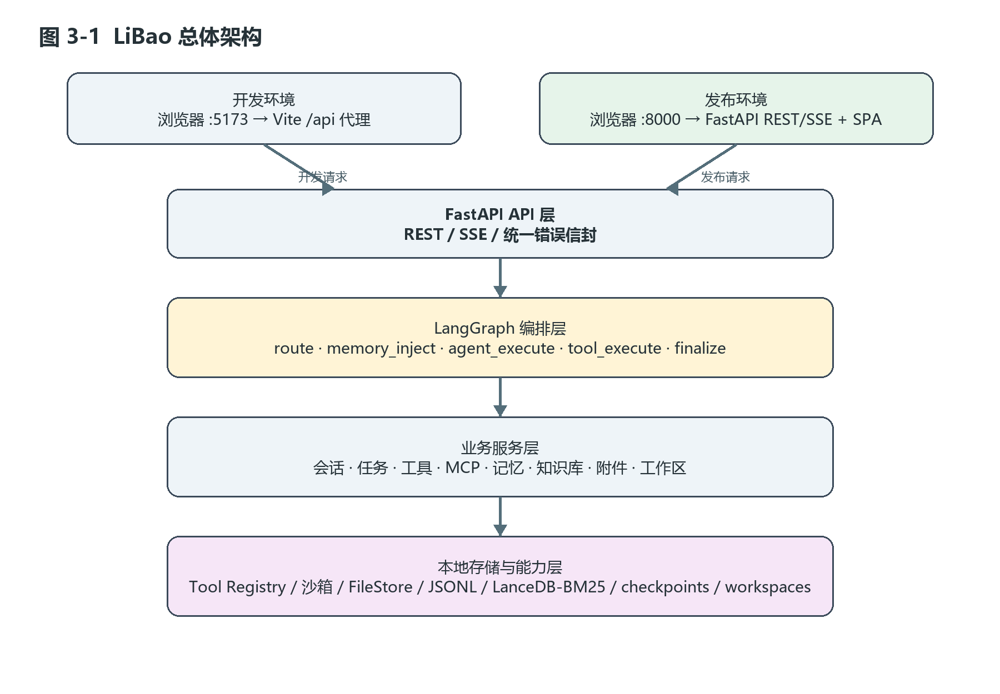 图 3-1 LiBao 总体架构
开发环境
浏览器 :5173 → Vite /api 代理
发布环境
浏览器 :8000 → FastAPI REST/SSE + SPA
开发请求
发布请求
FastAPI API 层
REST / SSE / 统一错误信封
LangGraph 编排层
route · memory_inject · agent_execute · tool_execute · finalize
业务服务层
会话 · 任务 · 工具 · MCP · 记忆 · 知识库 · 附件 · 工作区
本地存储与能力层
Tool Registry / 沙箱 / FileStore / JSONL / LanceDB-BM25 / checkpoints / workspaces